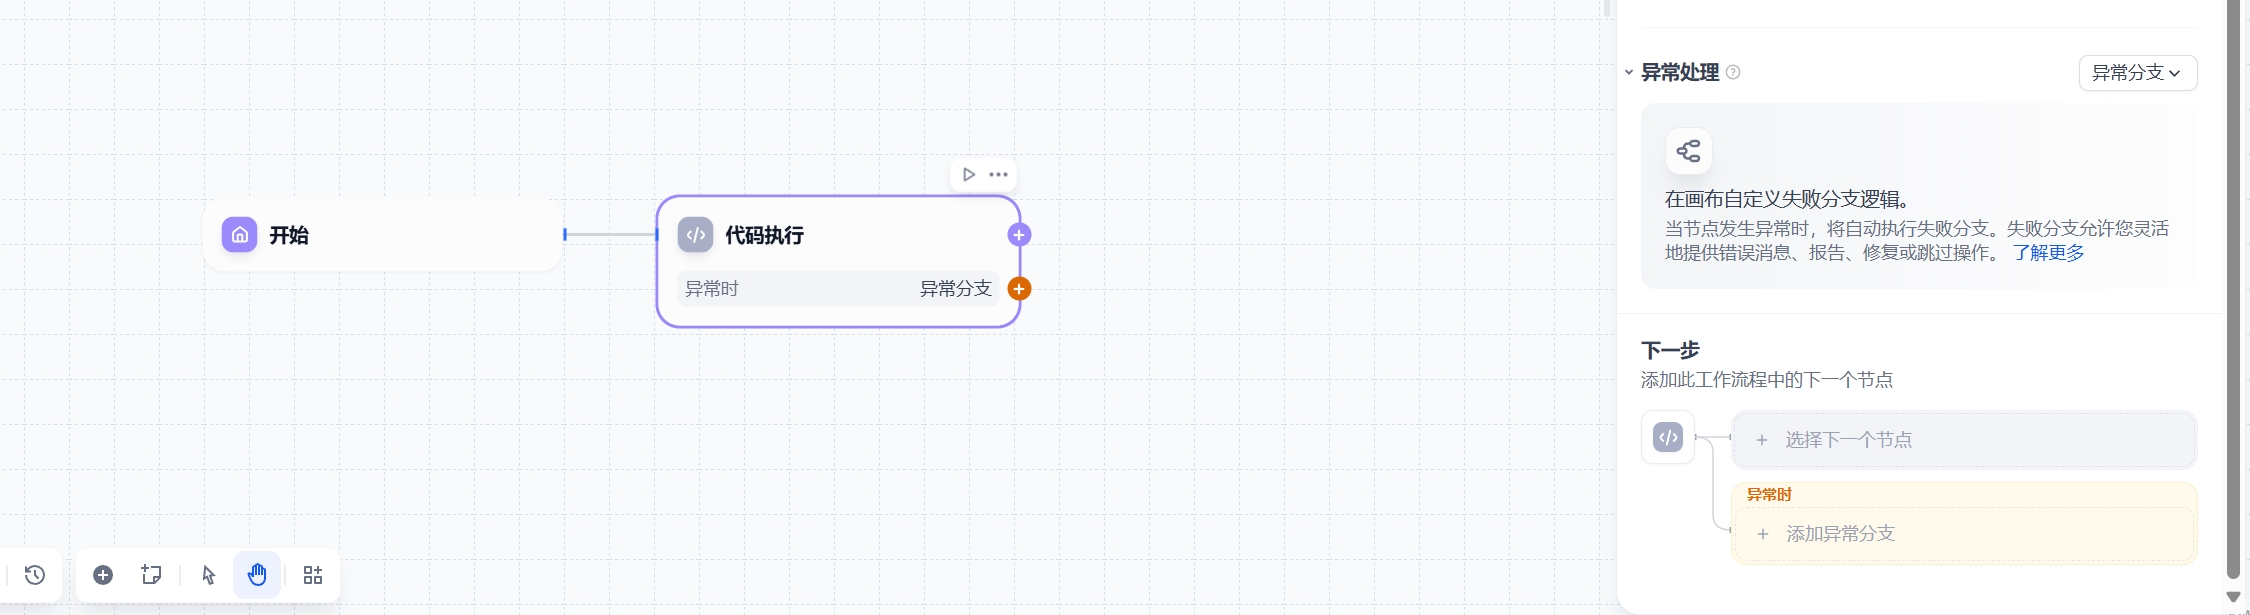 开始
代码执行
异常时
异常分支
异常处理
异常分支
在画布自定义失败分支逻辑。
当节点发生异常时，将自动执行失败分支。失败分支允许您灵活
地提供错误消息、报告、修复或跳过操作。 了解更多
下一步
添加此工作流程中的下一个节点
+ 选择下一个节点
异常时
+ 添加异常分支